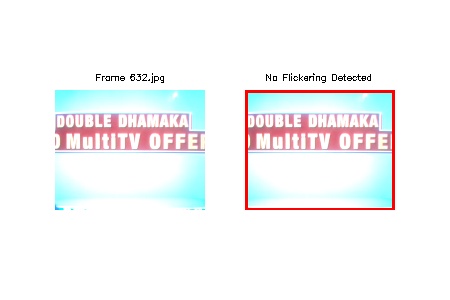 Frame 632.jpg
No Flickering Detected
DOUBLE DHAMAKA
MultiTV OFFE
DOUBLE DHAMAKA
MultiTV OFFE